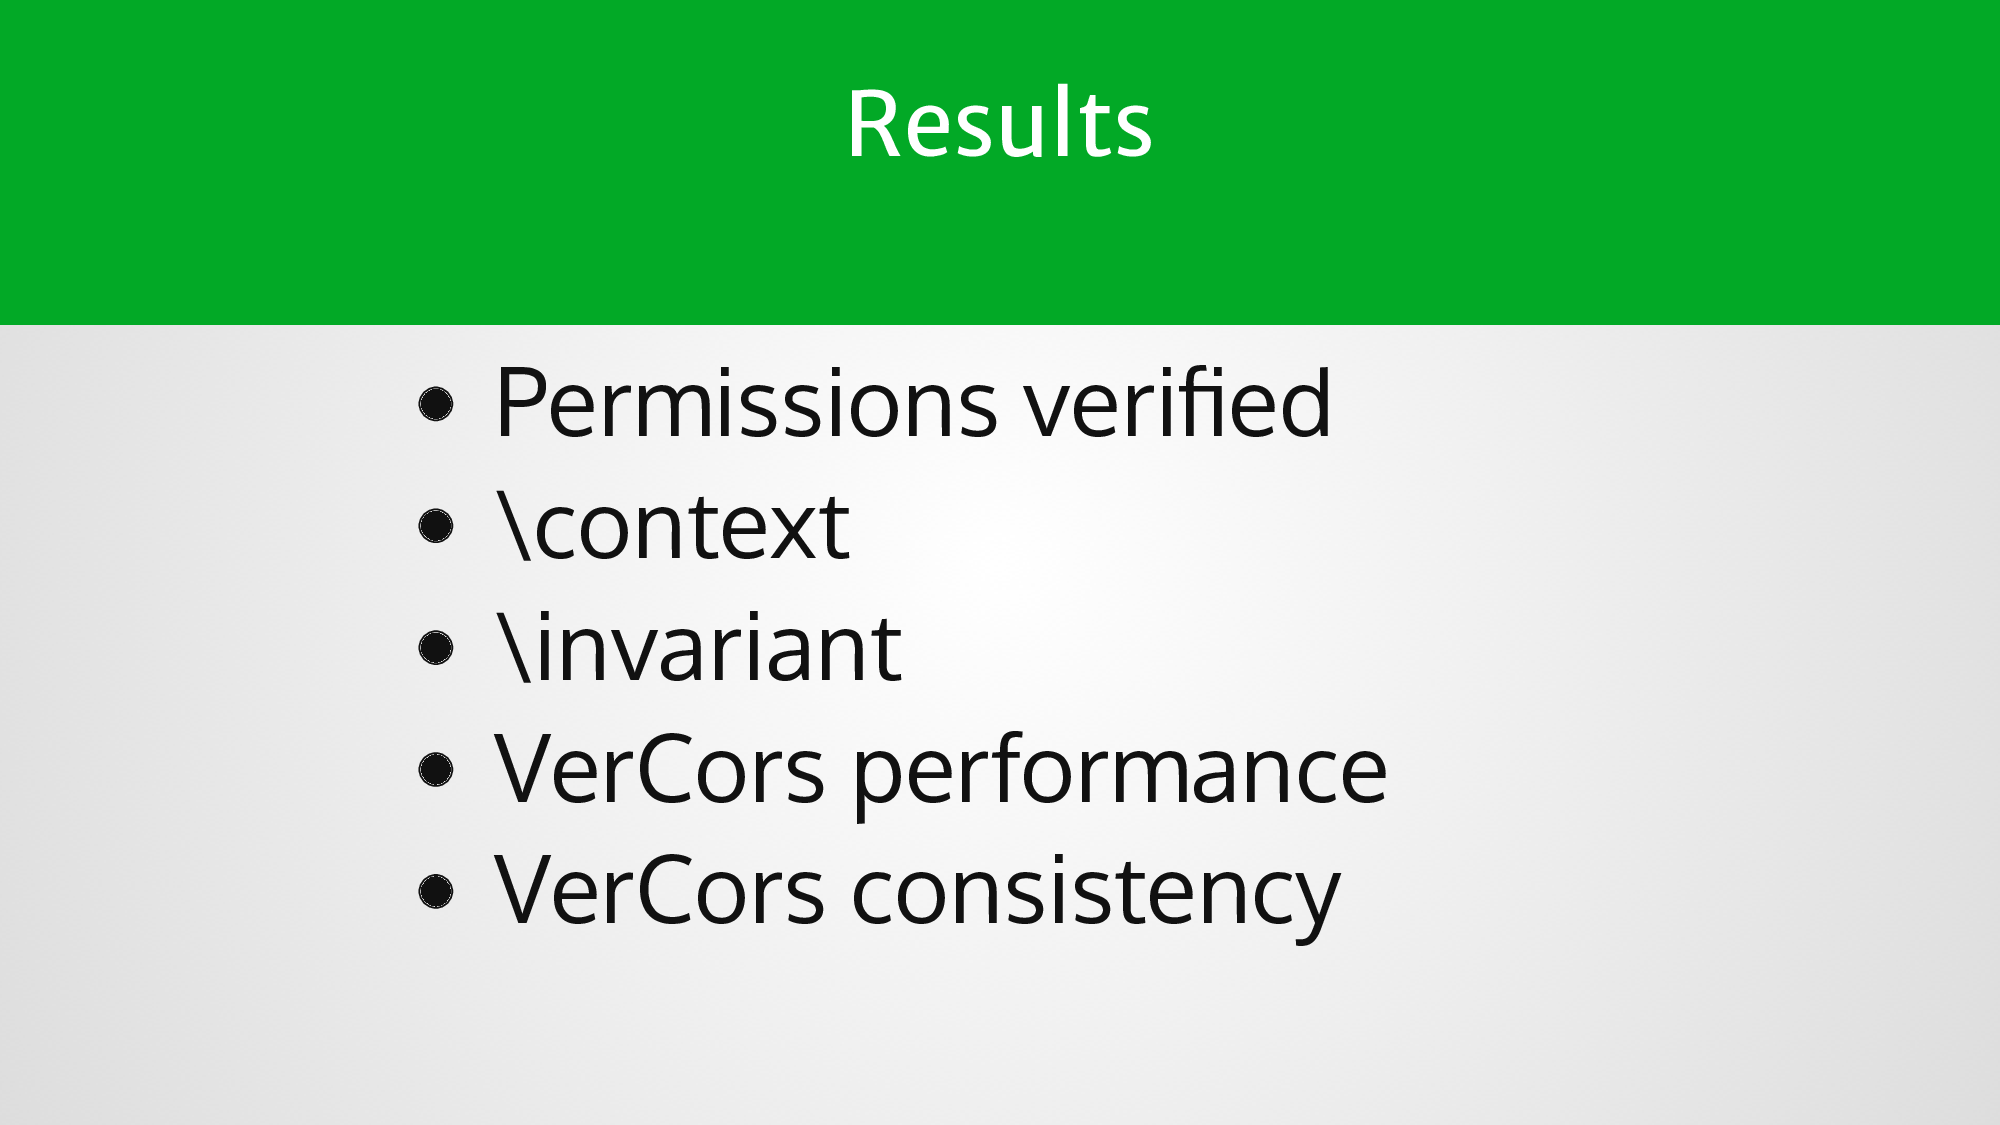 Results
• Permissions verified
• \context
• \invariant
• VerCors performance
• VerCors consistency